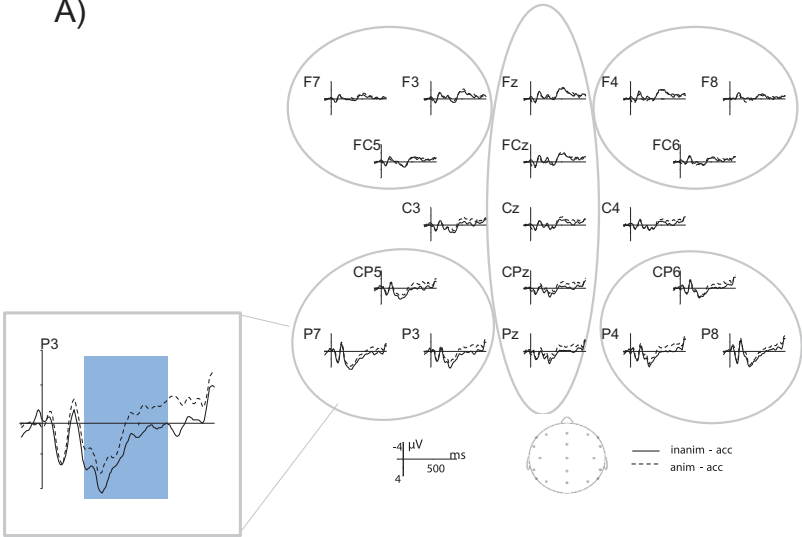 A)
F7 F3 Fz F4 F8
FC5 FCz FC6
C3 Cz C4
CP5 CPz CP6
P7 P3 Pz P4 P8
P3
-4 µV
ms
500
4
inanim - acc
anim - acc